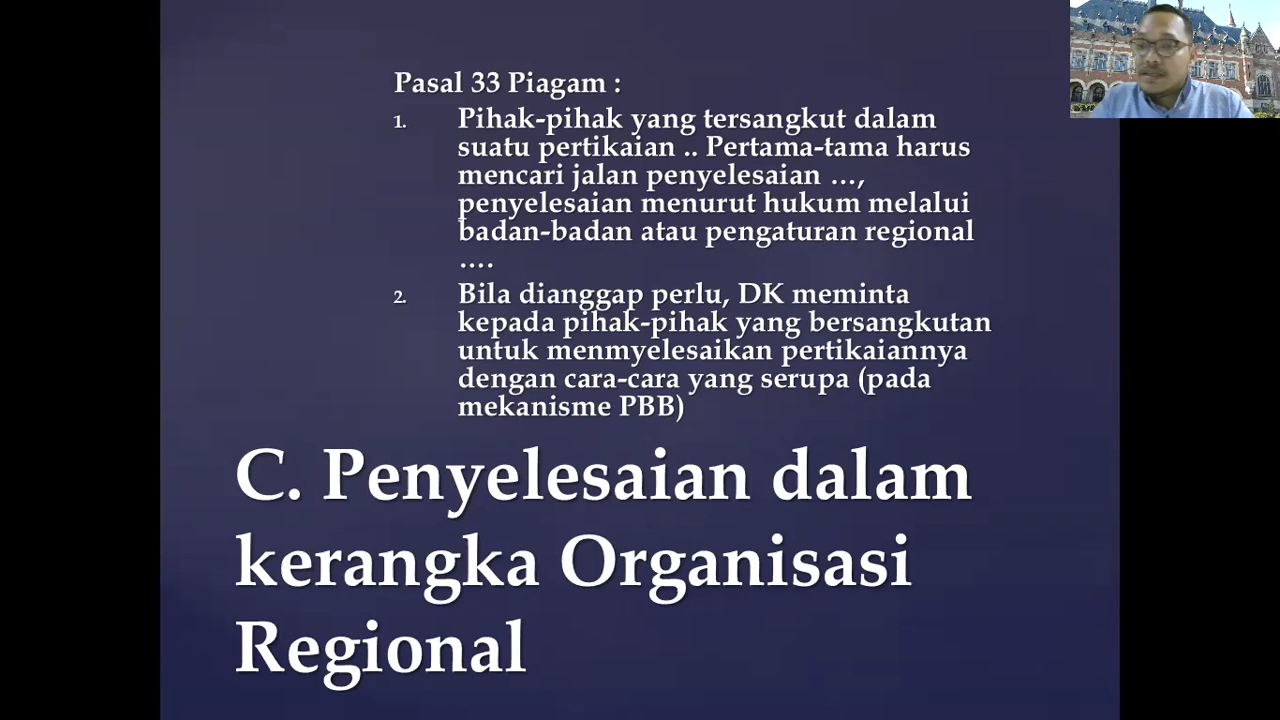 Pasal 33 Piagam :
1. Pihak-pihak yang tersangkut dalam
suatu pertikaian .. Pertama-tama harus
mencari jalan penyelesaian ...,
penyelesaian menurut hukum melalui
badan-badan atau pengaturan regional
....
2. Bila dianggap perlu, DK meminta
kepada pihak-pihak yang bersangkutan
untuk menmyelesaikan pertikaiannya
dengan cara-cara yang serupa (pada
mekanisme PBB)
C. Penyelesaian dalam
kerangka Organisasi
Regional